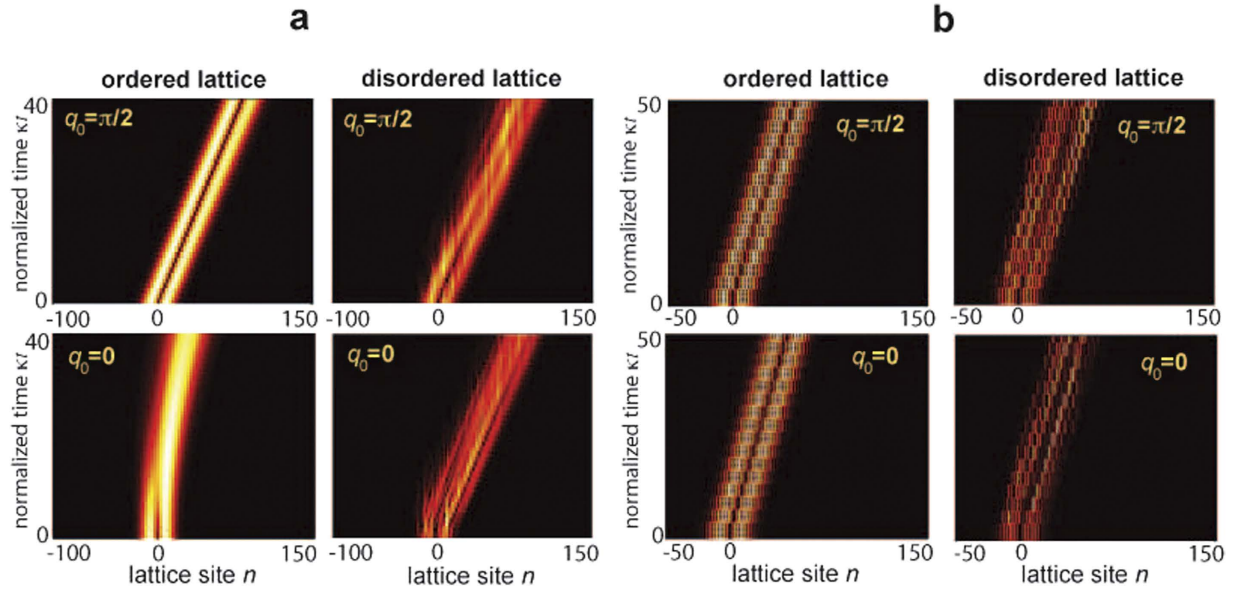 a
b
ordered lattice
disordered lattice
ordered lattice
disordered lattice
normalized time κt
40
0
q0=π/2
-100 0 150
q0=π/2
-100 0 150
normalized time κt
50
0
q0=π/2
-50 0 150
q0=π/2
-50 0 150
normalized time κt
40
0
q0=0
-100 0 150
q0=0
-100 0 150
normalized time κt
50
0
q0=0
-50 0 150
q0=0
-50 0 150
lattice site n
lattice site n
lattice site n
lattice site n